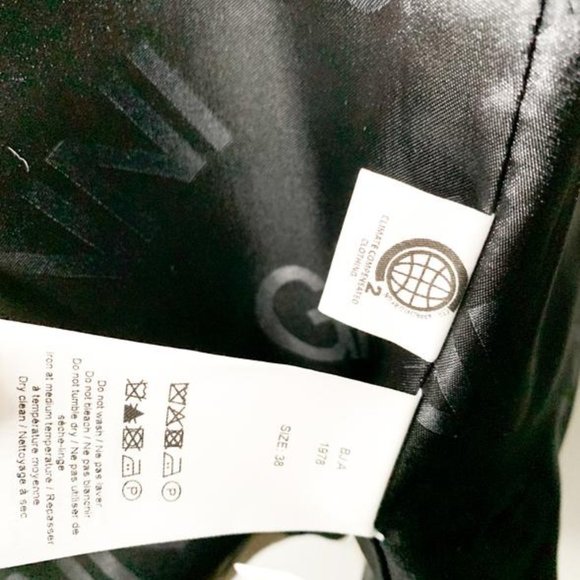 CLIMATE COMPENSATED
CLOTHING
2
G
B/A
1978
SIZE 38
Do not wash / Ne pas laver
Do not bleach / Ne pas blanchir
Do not tumble dry / Ne pas utiliser de
sèche-linge
Iron at medium temperature / Repasser
à température moyenne
Dry clean / Nettoyage à sec